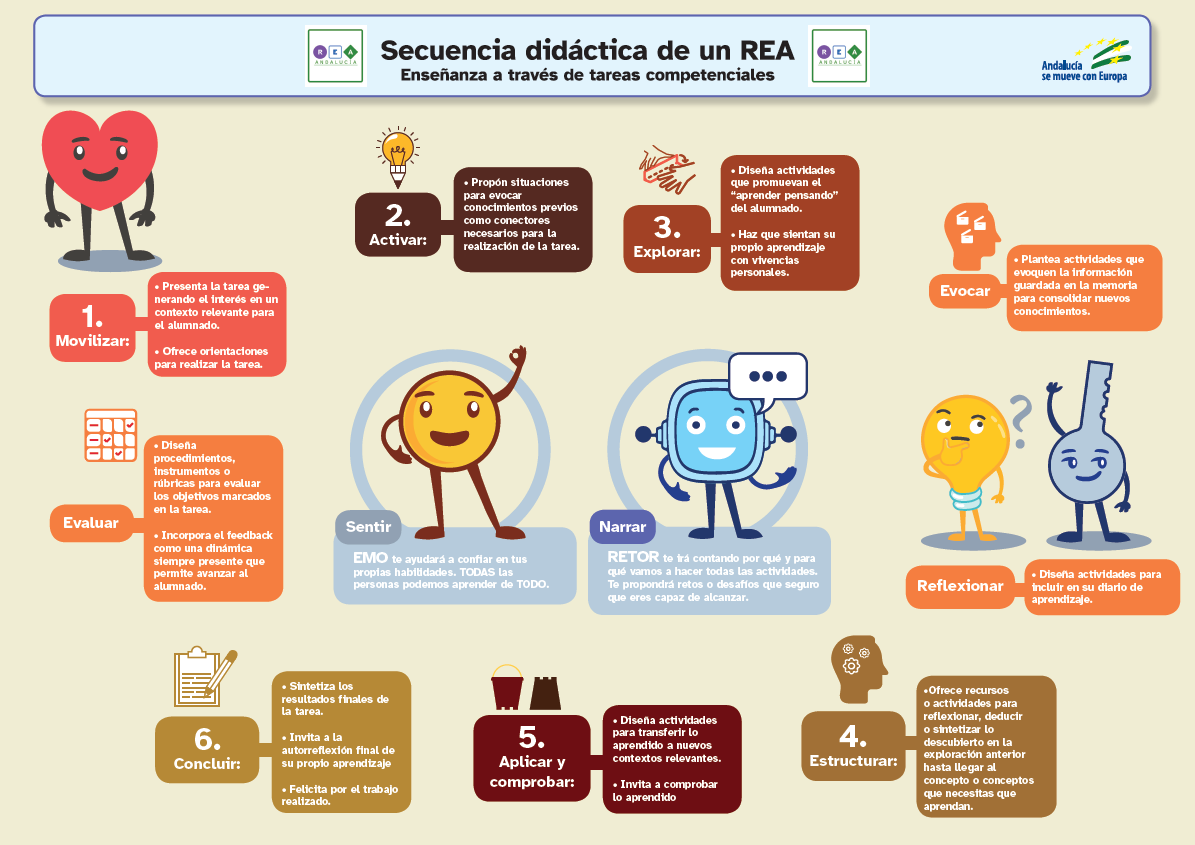 R E A
ANDALUCÍA
Secuencia didáctica de un REA
Enseñanza a través de tareas competenciales
R E A
ANDALUCÍA
Andalucía
se mueve con Europa
1.
Movilizar:
• Presenta la tarea ge-
nerando el interés en un
contexto relevante para
el alumnado.
• Ofrece orientaciones
para realizar la tarea.
2.
Activar:
• Propón situaciones
para evocar
conocimientos previos
como conectores
necesarios para la
realización de la tarea.
3.
Explorar:
• Diseña actividades
que promuevan el
“aprender pensando”
del alumnado.
• Haz que sientan su
propio aprendizaje
con vivencias
personales.
Evocar
• Plantea actividades que
evoquen la información
guardada en la memoria
para consolidar nuevos
conocimientos.
Evaluar
• Diseña
procedimientos,
instrumentos o
rúbricas para evaluar
los objetivos marcados
en la tarea.
• Incorpora el feedback
como una dinámica
siempre presente que
permite avanzar al
alumnado.
Sentir
EMO te ayudará a confiar en tus
propias habilidades. TODAS las
personas podemos aprender de TODO.
Narrar
RETOR te irá contando por qué y para
qué vamos a hacer todas las actividades.
Te propondrá retos o desafíos que seguro
que eres capaz de alcanzar.
?
Reflexionar
• Diseña actividades para
incluir en su diario de
aprendizaje.
6.
Concluir:
• Sintetiza los
resultados finales de
la tarea.
• Invita a la
autorreflexión final de
su propio aprendizaje
• Felicita por el trabajo
realizado.
5.
Aplicar y
comprobar:
• Diseña actividades
para transferir lo
aprendido a nuevos
contextos relevantes.
• Invita a comprobar
lo aprendido
4.
Estructurar:
•Ofrece recursos
o actividades para
reflexionar, deducir
o sintetizar lo
descubierto en la
exploración anterior
hasta llegar al
concepto o conceptos
que necesitas que
aprendan.